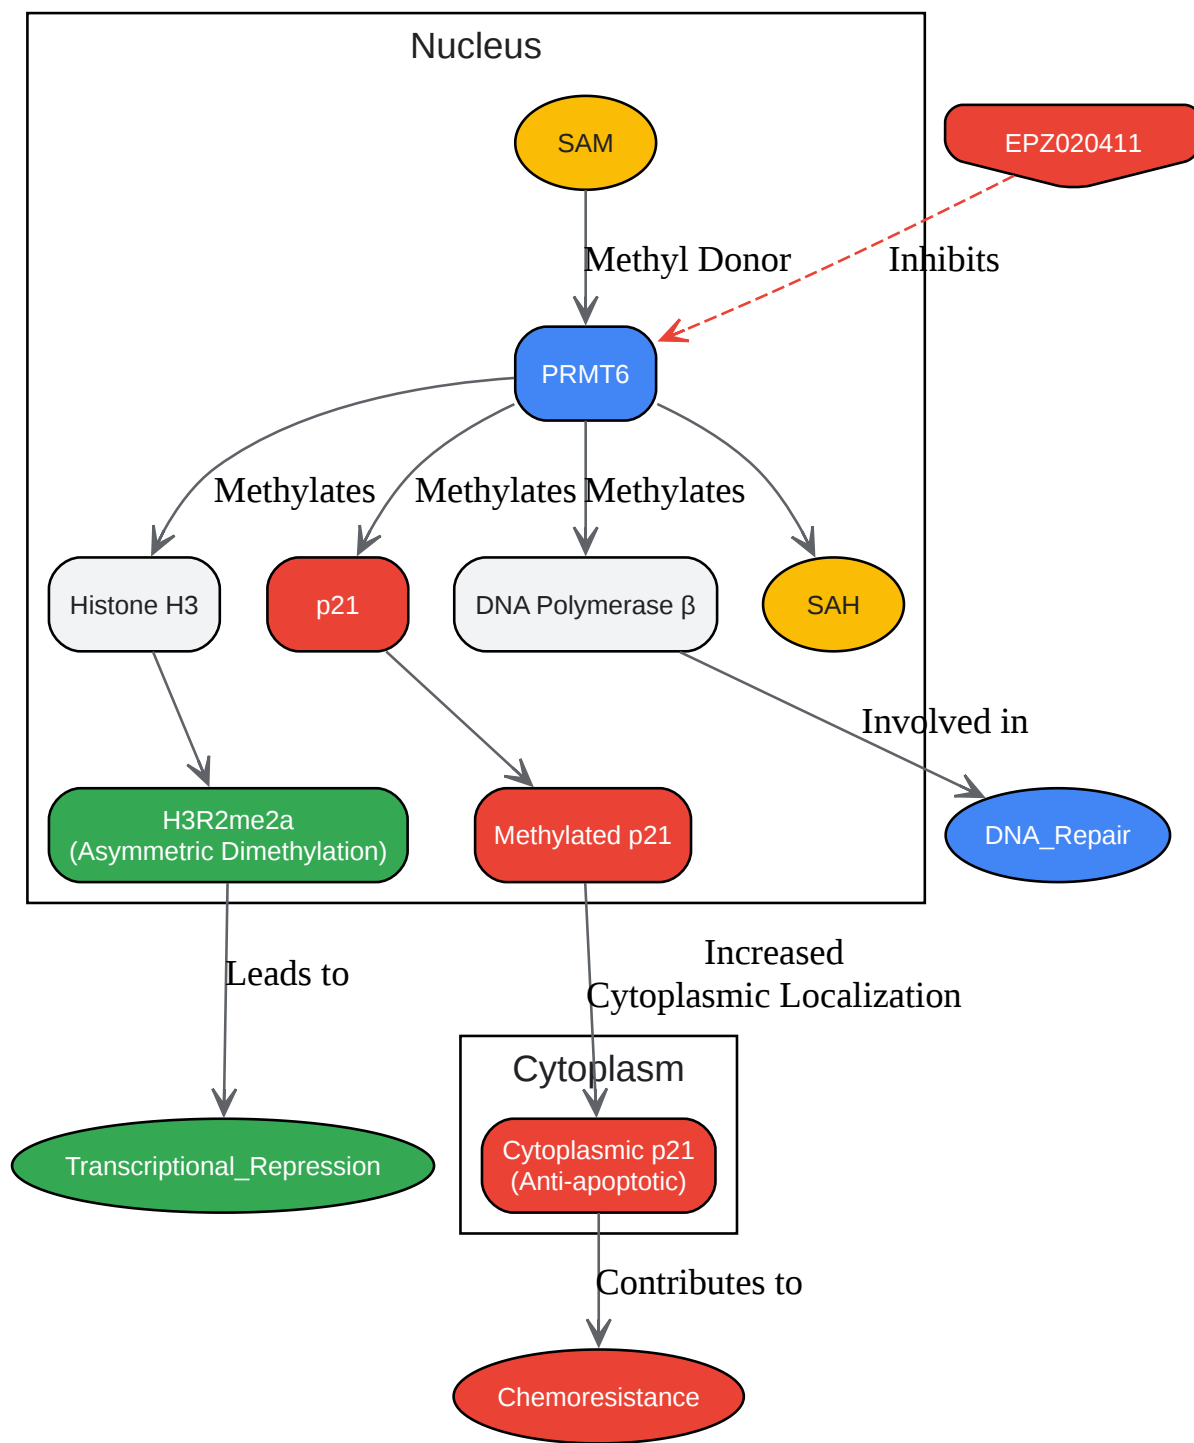 Nucleus
SAM
EPZ020411
Methyl Donor
Inhibits
PRMT6
Methylates
Methylates
Methylates
Histone H3
p21
DNA Polymerase β
SAH
Involved in
H3R2me2a
(Asymmetric Dimethylation)
Methylated p21
DNA_Repair
Leads to
Increased
Cytoplasmic Localization
Cytoplasm
Transcriptional_Repression
Cytoplasmic p21
(Anti-apoptotic)
Contributes to
Chemoresistance